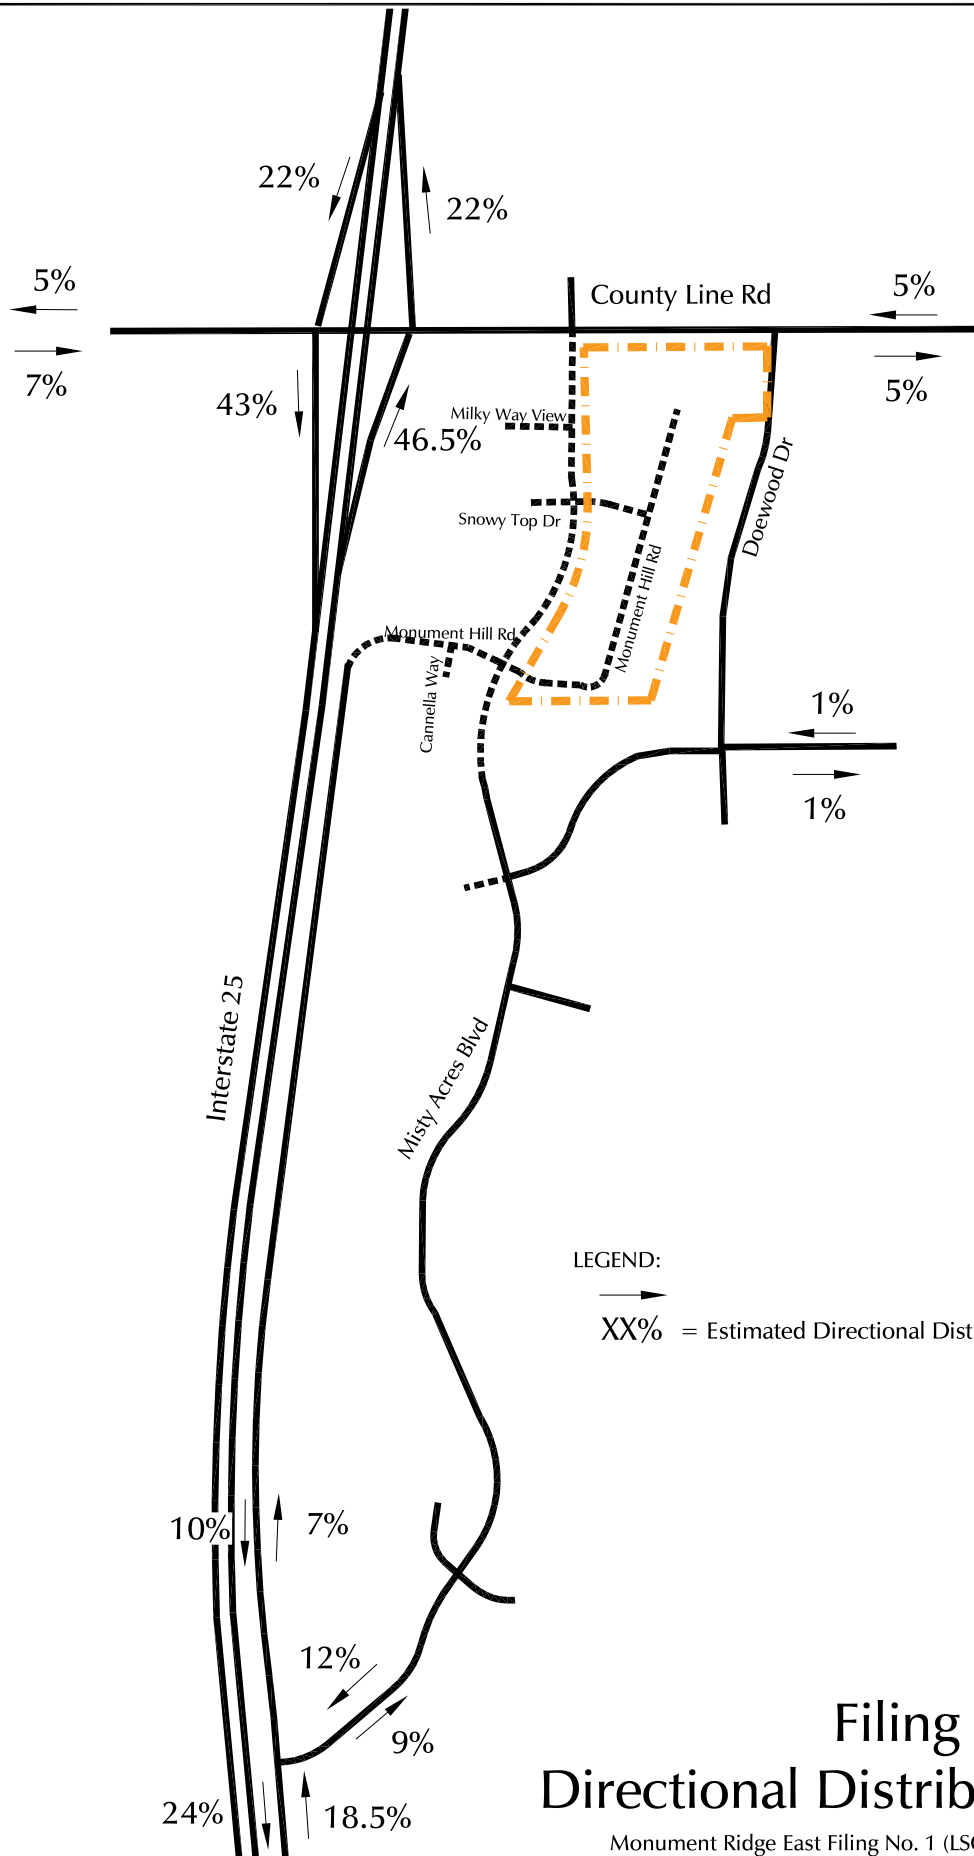 22%
22%
5%
County Line Rd
5%
7%
5%
43%
Milky Way View
46.5%
Snowy Top Dr
Doewood Dr
Monument Hill Rd
Monument Hill Rd
Cannella Way
1%
1%
Interstate 25
Misty Acres Blvd
LEGEND:
XX% = Estimated Directional Dist
10%
7%
12%
9%
24%
18.5%
Filing
Directional Distrib
Monument Ridge East Filing No. 1 (LSC